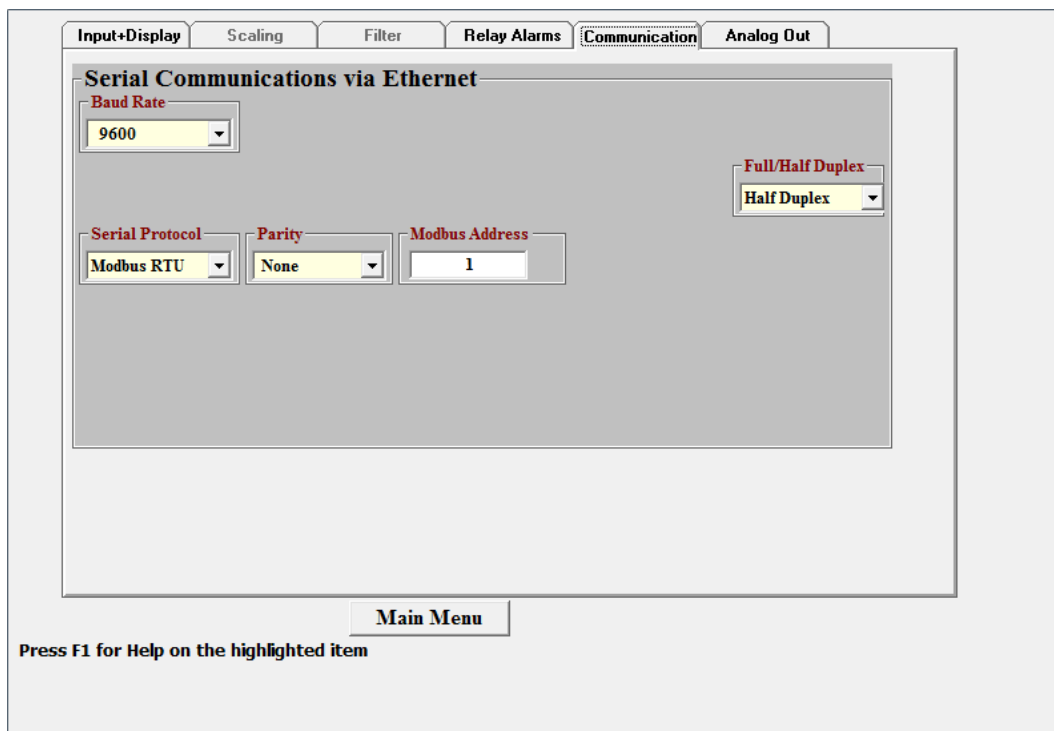 Input+Display Scaling Filter Relay Alarms Communication Analog Out
Serial Communications via Ethernet
Baud Rate
9600
Full/Half Duplex
Half Duplex
Serial Protocol Parity Modbus Address
Modbus RTU None 1
Main Menu
Press F1 for Help on the highlighted item